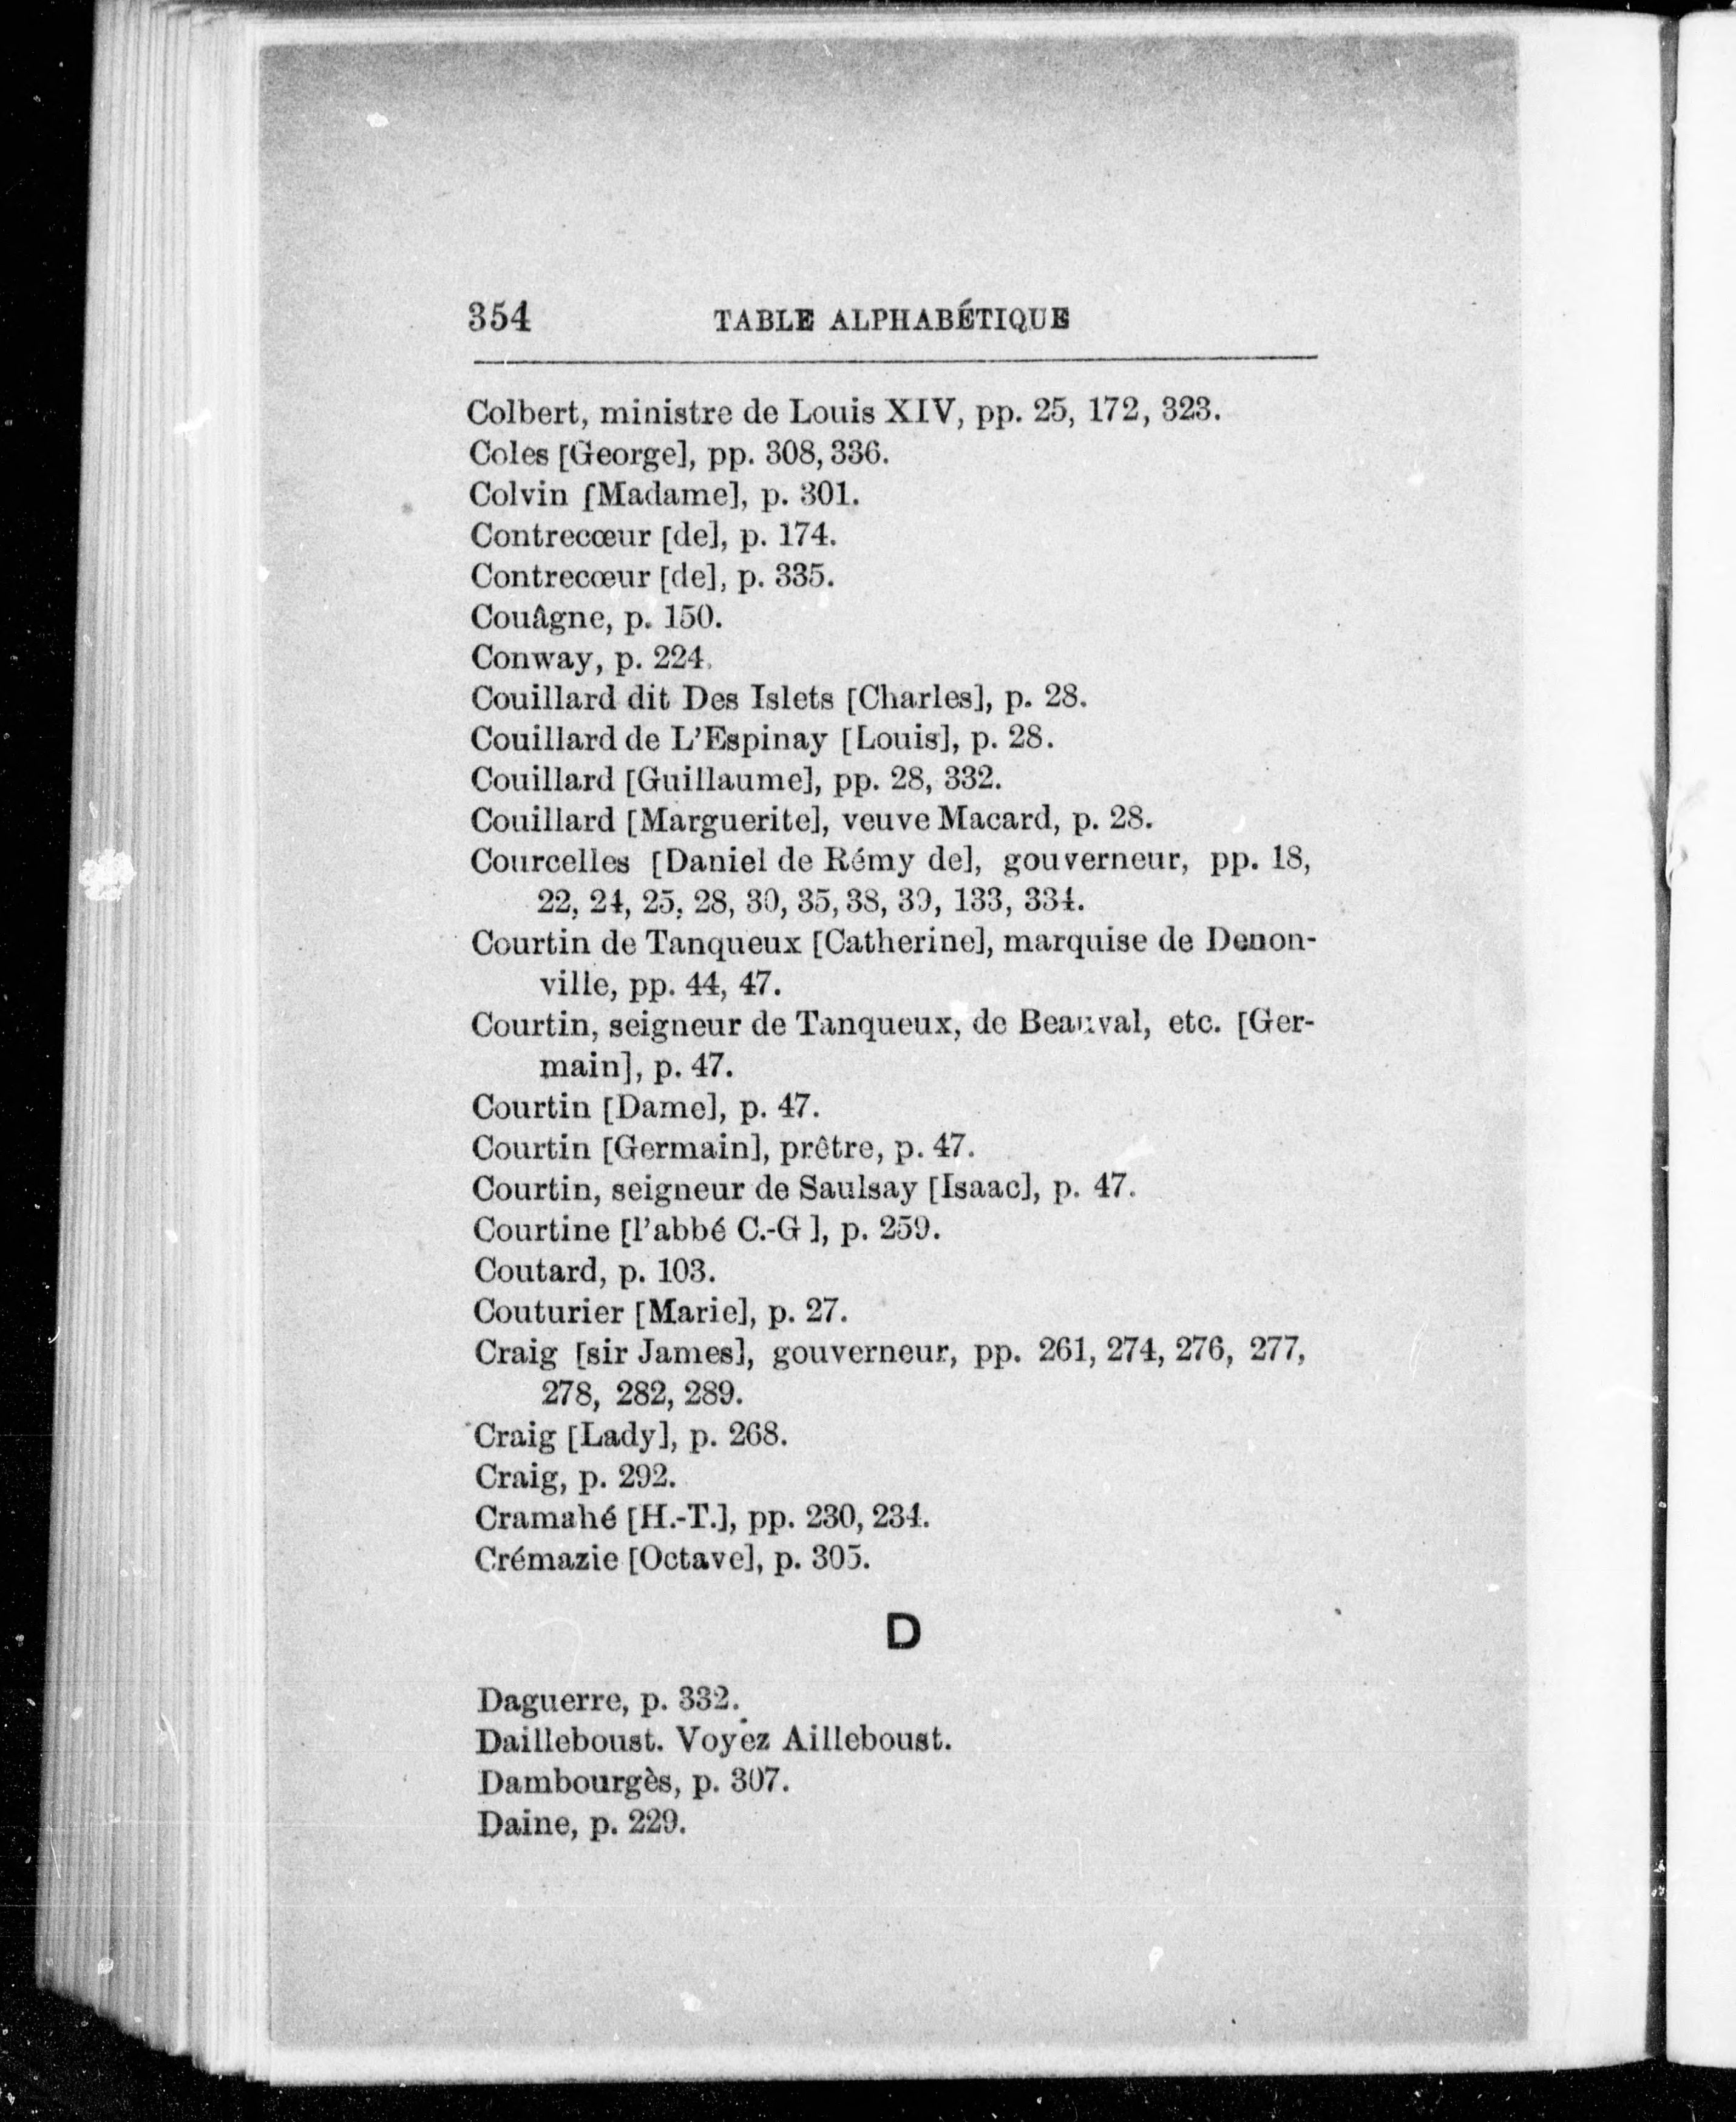 354 TABLE ALPHABÉTIQUE
Colbert, ministre de Louis XIV, pp. 25, 172, 323.
Coles [George], pp. 308, 336.
Colvin [Madame], p. 301.
Contrecœur [de], p. 174.
Contrecœur [de], p. 335.
Couâgne, p. 150.
Conway, p. 224.
Couillard dit Des Islets [Charles], p. 28.
Couillard de L'Espinay [Louis], p. 28.
Couillard [Guillaume], pp. 28, 332.
Couillard [Marguerite], veuve Macard, p. 28.
Courcelles [Daniel de Rémy de], gouverneur, pp. 18,
22, 24, 25, 28, 30, 35, 38, 39, 133, 334.
Courtin de Tanqueux [Catherine], marquise de Denon-
ville, pp. 44, 47.
Courtin, seigneur de Tanqueux, de Beauval, etc. [Ger-
main], p. 47.
Courtin [Dame], p. 47.
Courtin [Germain], prêtre, p. 47.
Courtin, seigneur de Saulsay [Isaac], p. 47.
Courtine [l'abbé C.-G ], p. 259.
Coutard, p. 103.
Couturier [Marie], p. 27.
Craig [sir James], gouverneur, pp. 261, 274, 276, 277,
278, 282, 289.
Craig [Lady], p. 268.
Craig, p. 292.
Cramahé [H.-T.], pp. 230, 234.
Crémazie [Octave], p. 305.
D
Daguerre, p. 332.
Dailleboust. Voyez Ailleboust.
Dambourgès, p. 307.
Daine, p. 229.